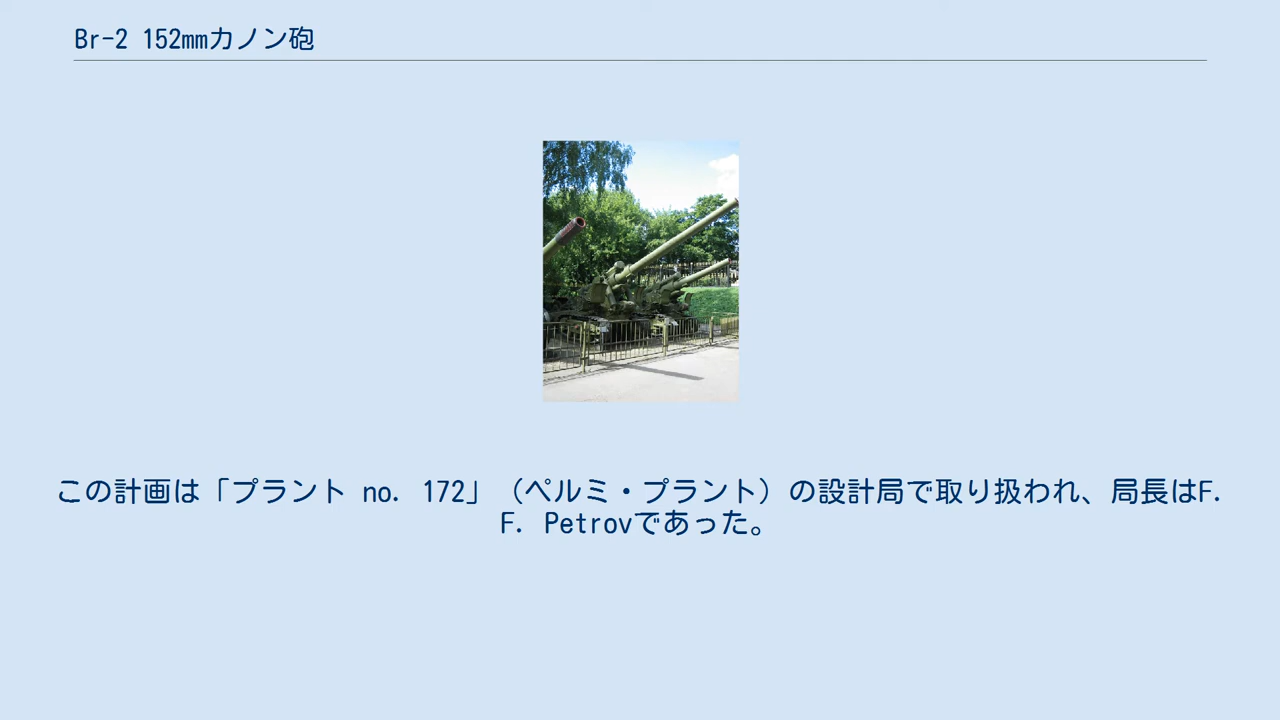 Br-2 152mmカノン砲
この計画は「プラント no. 172」（ペルミ・プラント）の設計局で取り扱われ、局長はF.
F. Petrovであった。